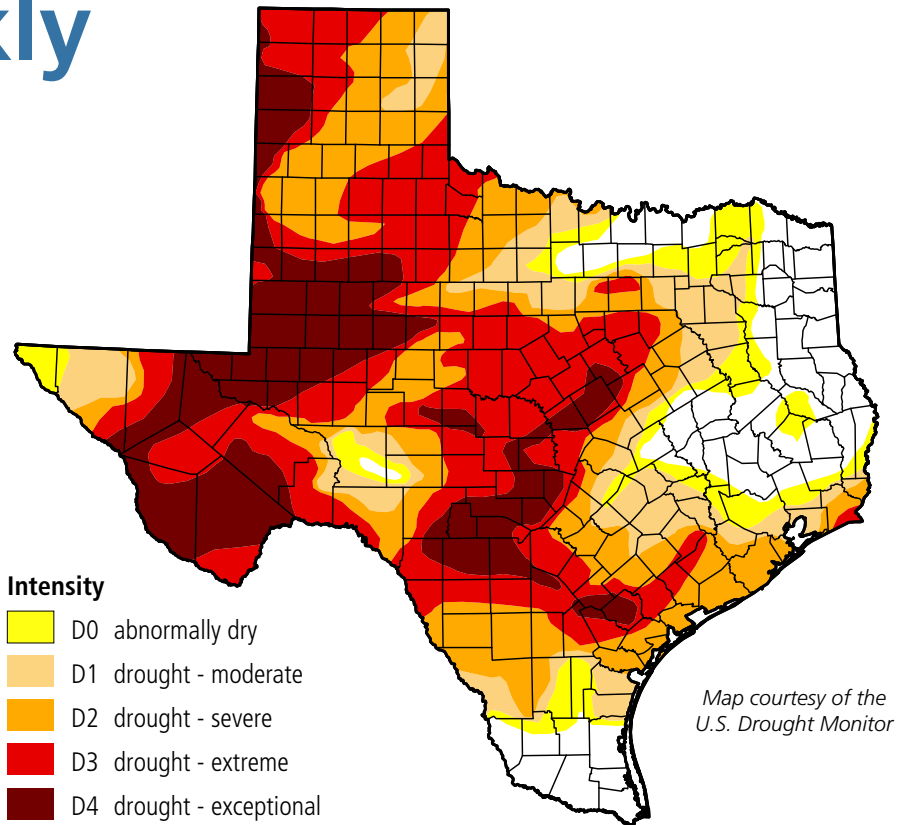 kly
Intensity
D0 abnormally dry
D1 drought - moderate
D2 drought - severe
D3 drought - extreme
D4 drought - exceptional
Map courtesy of the
U.S. Drought Monitor